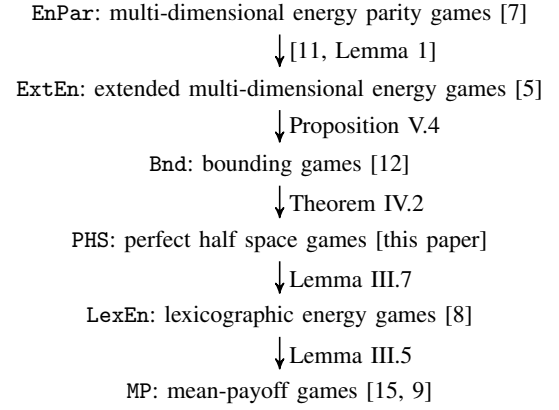 EnPar: multi-dimensional energy parity games [7]
[11, Lemma 1]
ExtEn: extended multi-dimensional energy games [5]
Proposition V.4
Bnd: bounding games [12]
Theorem IV.2
PHS: perfect half space games [this paper]
Lemma III.7
LexEn: lexicographic energy games [8]
Lemma III.5
MP: mean-payoff games [15, 9]